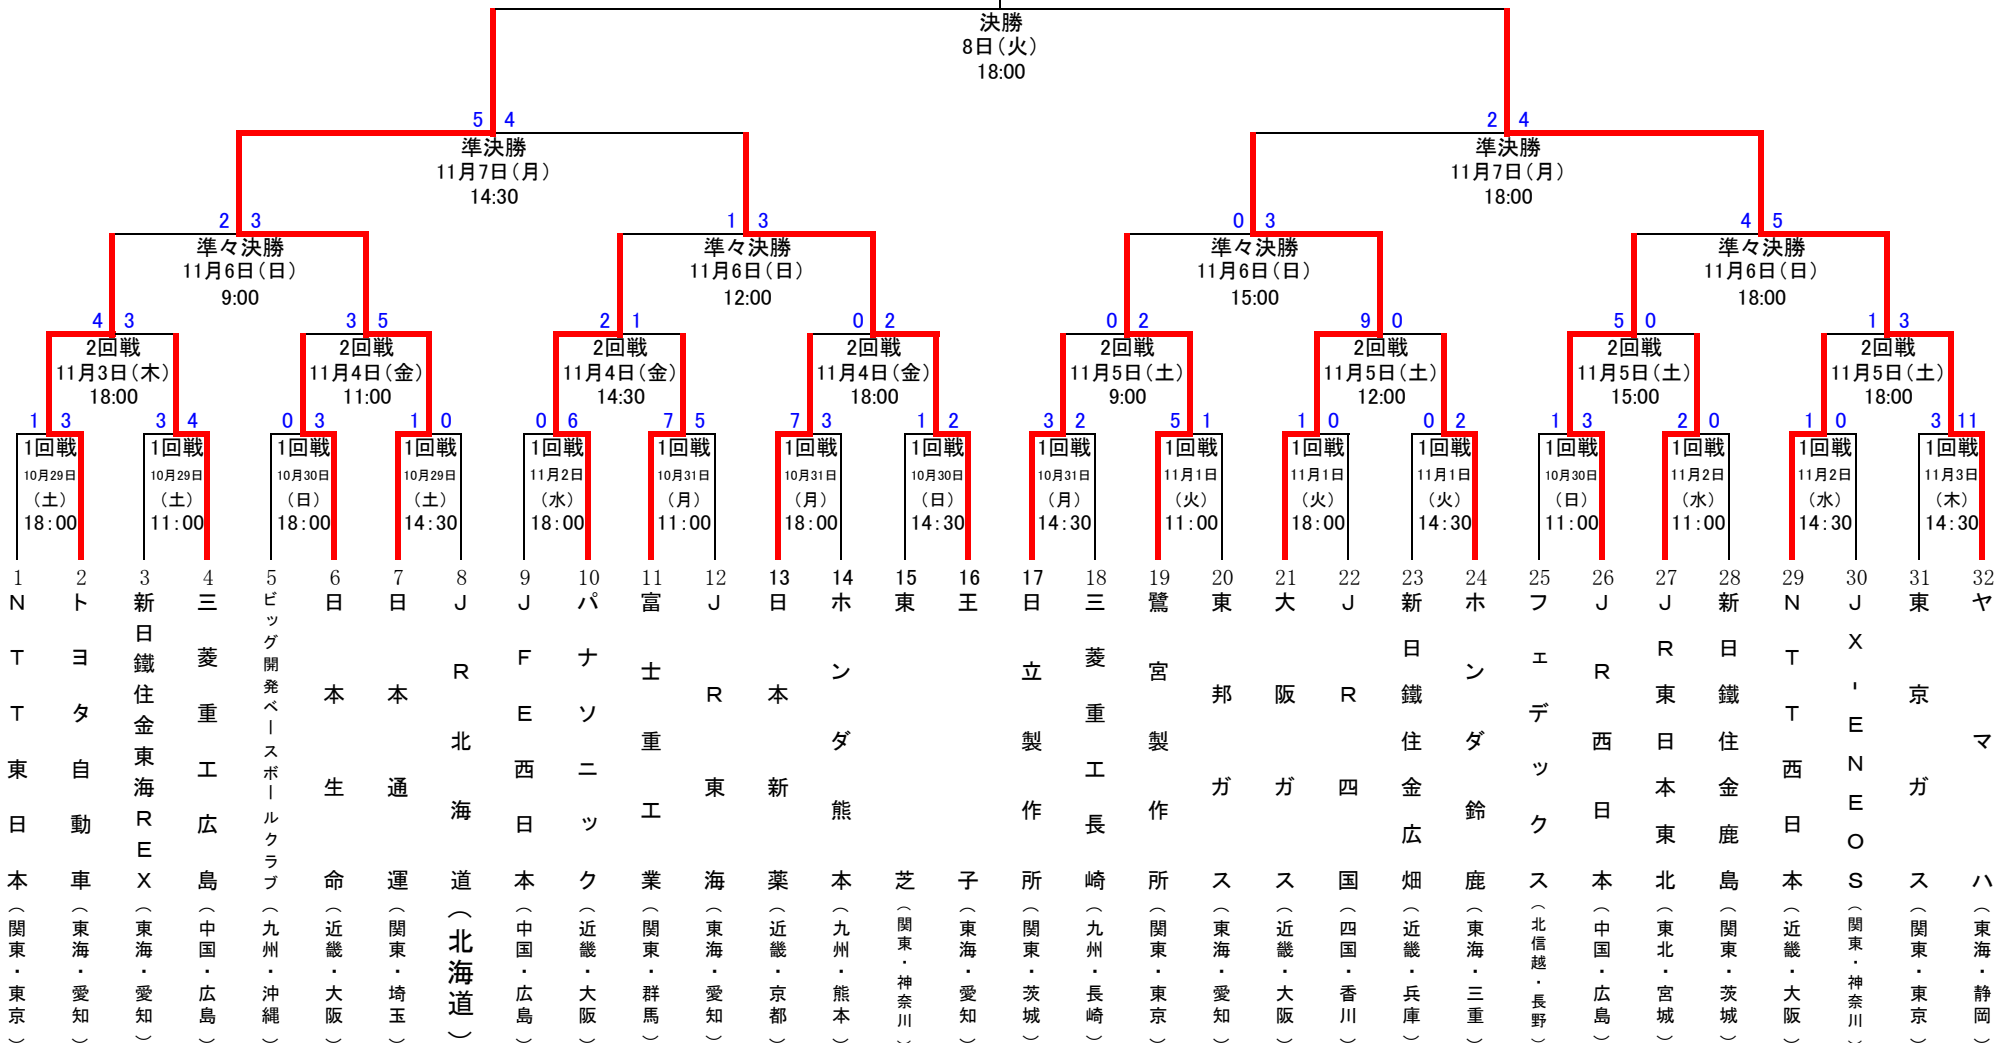 決勝
8日(火)
18:00
5 4
準決勝
11月7日(月)
14:30
2 4
準決勝
11月7日(月)
18:00
2 3
準々決勝
11月6日(日)
9:00
1 3
準々決勝
11月6日(日)
12:00
0 3
準々決勝
11月6日(日)
15:00
4 5
準々決勝
11月6日(日)
18:00
4 3
2回戦
11月3日(木)
18:00
3 5
2回戦
11月4日(金)
11:00
2 1
2回戦
11月4日(金)
14:30
0 2
2回戦
11月4日(金)
18:00
0 2
2回戦
11月5日(土)
9:00
9 0
2回戦
11月5日(土)
12:00
5 0
2回戦
11月5日(土)
15:00
1 3
2回戦
11月5日(土)
18:00
1 3
1回戦
10月29日
(土)
18:00
3 4
1回戦
10月29日
(土)
11:00
0 3
1回戦
10月30日
(日)
18:00
1 0
1回戦
10月29日
(土)
14:30
0 6
1回戦
11月2日
(水)
18:00
7 5
1回戦
10月31日
(月)
11:00
7 3
1回戦
10月31日
(月)
18:00
1 2
1回戦
10月30日
(日)
14:30
3 2
1回戦
10月31日
(月)
14:30
5 1
1回戦
11月1日
(火)
11:00
1 0
1回戦
11月1日
(火)
18:00
0 2
1回戦
11月1日
(火)
14:30
1 3
1回戦
10月30日
(日)
11:00
2 0
1回戦
11月2日
(水)
11:00
1 0
1回戦
11月2日
(水)
14:30
3 11
1回戦
11月3日
(木)
14:30
1 NTT東日本(関東・東京)
2 トヨタ自動車(東海・愛知)
3 新日鐵住金東海REX(東海・愛知)
4 三菱重工広島(中国・広島)
5 ビッグ開発ベースボールクラブ(九州・沖縄)
6 日本生命(近畿・大阪)
7 日本通運(関東・埼玉)
8 JR北海道(北海道)
9 JFE西日本(中国・広島)
10 パナソニック(近畿・大阪)
11 富士重工業(関東・群馬)
12 JR東海(東海・愛知)
13 日本新薬(近畿・京都)
14 ホンダ熊本(九州・熊本)
15 東芝(関東・神奈川)
16 王子(東海・愛知)
17 日立製作所(関東・茨城)
18 三菱重工長崎(九州・長崎)
19 鷺宮製作所(関東・東京)
20 東邦ガス(東海・愛知)
21 大阪ガス(近畿・大阪)
22 JR四国(四国・香川)
23 新日鐵住金広畑(近畿・兵庫)
24 ホンダ鈴鹿(東海・三重)
25 フェデックス(北信越・長野)
26 JR西日本(中国・広島)
27 JR東日本東北(東北・宮城)
28 新日鐵住金鹿島(関東・茨城)
29 NTT西日本(近畿・大阪)
30 JX-ENEOS(関東・神奈川)
31 東京ガス(関東・東京)
32 ヤマハ(東海・静岡)